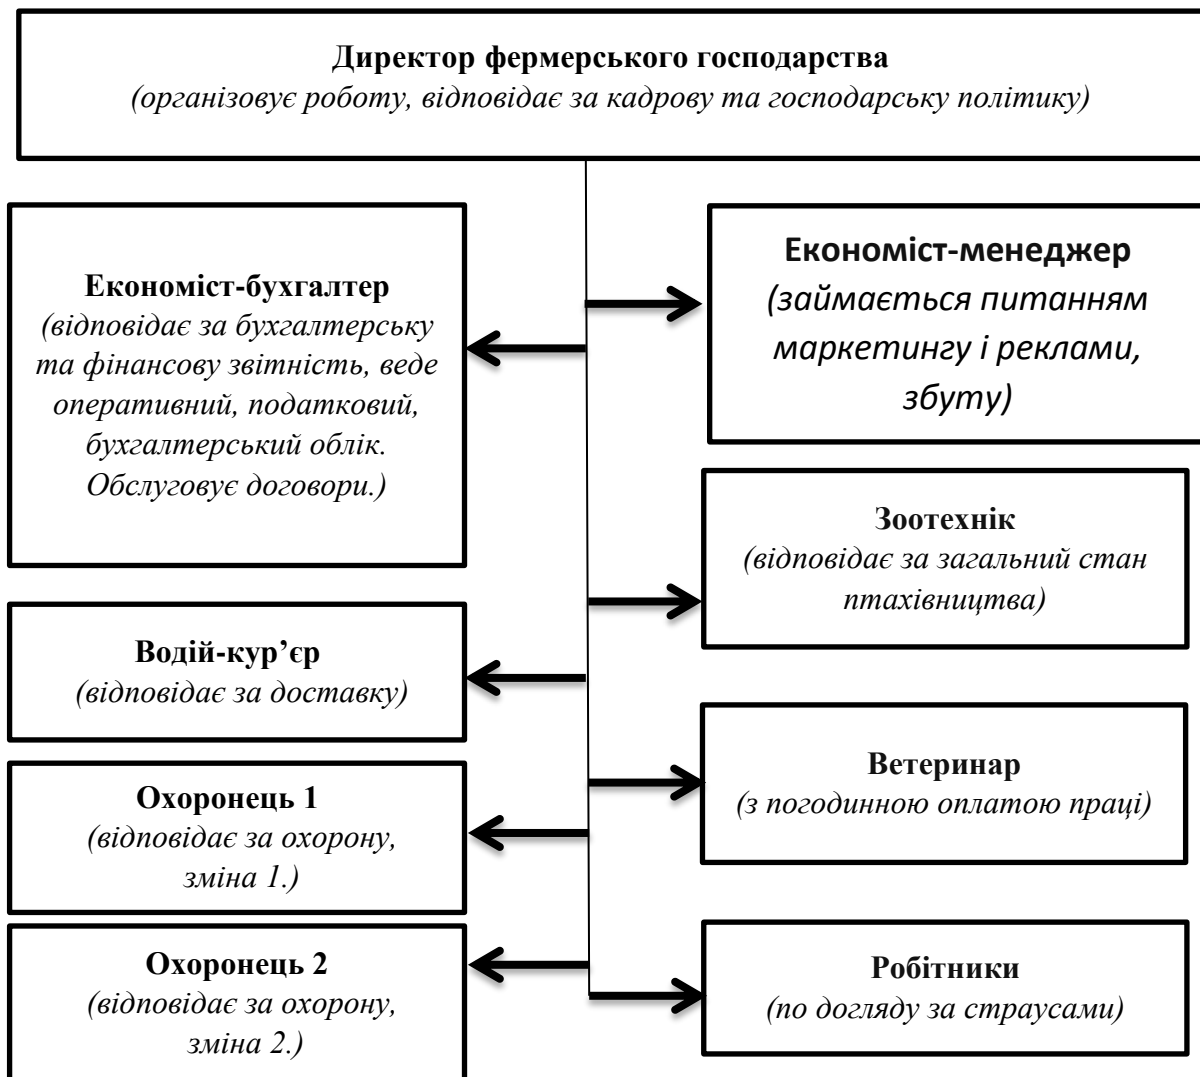 Директор фермерського господарства
(організовує роботу, відповідає за кадрову та господарську політику)
Економіст-бухгалтер
(відповідає за бухгалтерську
та фінансову звітність, веде
оперативний, податковий,
бухгалтерський облік.
Обслуговує договори.)
Економіст-менеджер
(займається питанням
маркетингу і реклами,
збуту)
Зоотехнік
(відповідає за загальний стан
птахівництва)
Водій-кур’єр
(відповідає за доставку)
Ветеринар
(з погодинною оплатою праці)
Охоронець 1
(відповідає за охорону,
зміна 1.)
Охоронець 2
(відповідає за охорону,
зміна 2.)
Робітники
(по догляду за страусами)